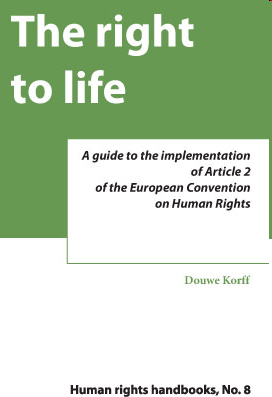 The right
to life
A guide to the implementation
of Article 2
of the European Convention
on Human Rights
Douwe Korff
Human rights handbooks, No. 8